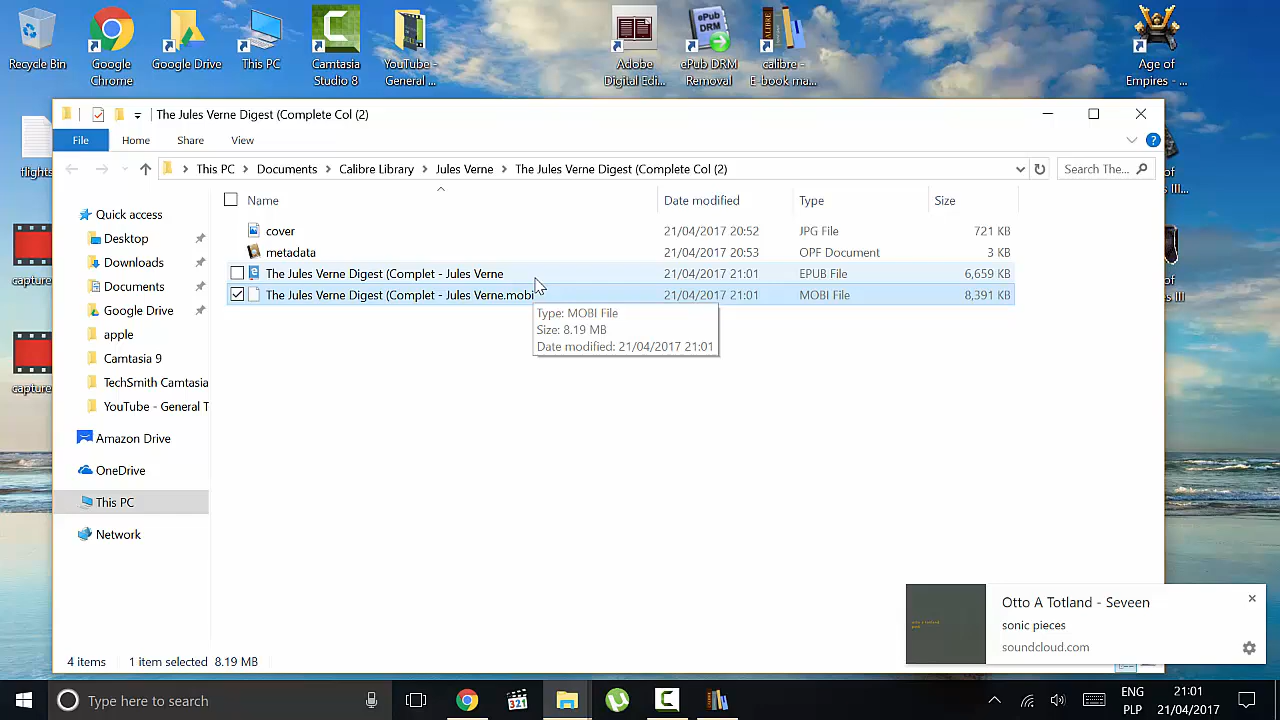 Recycle Bin
Google
Chrome
Google Drive
This PC
Camtasia
Studio 8
YouTube -
General ...
Adobe
Digital Edi...
ePub DRM
Removal
calibre -
E-book ma...
Age of
Empires - ...
flights
capture
capture
of
III...
of
III
The Jules Verne Digest (Complete Col (2)
File
Home
Share
View
This PC
Documents
Calibre Library
Jules Verne
The Jules Verne Digest (Complete Col (2)
Search The...
Name
Date modified
Type
Size
cover
21/04/2017 20:52
JPG File
721 KB
metadata
21/04/2017 20:53
OPF Document
3 KB
The Jules Verne Digest (Complet - Jules Verne
21/04/2017 21:01
EPUB File
6,659 KB
The Jules Verne Digest (Complet - Jules Verne.mobi
21/04/2017 21:01
MOBI File
8,391 KB
Type: MOBI File
Size: 8.19 MB
Date modified: 21/04/2017 21:01
Quick access
Desktop
Downloads
Documents
Google Drive
apple
Camtasia 9
TechSmith Camtasia
YouTube - General T
Amazon Drive
OneDrive
This PC
Network
4 items
1 item selected 8.19 MB
Otto A Totland - Seveen
sonic pieces
soundcloud.com
Type here to search
321
ENG
PLP
21:01
21/04/2017